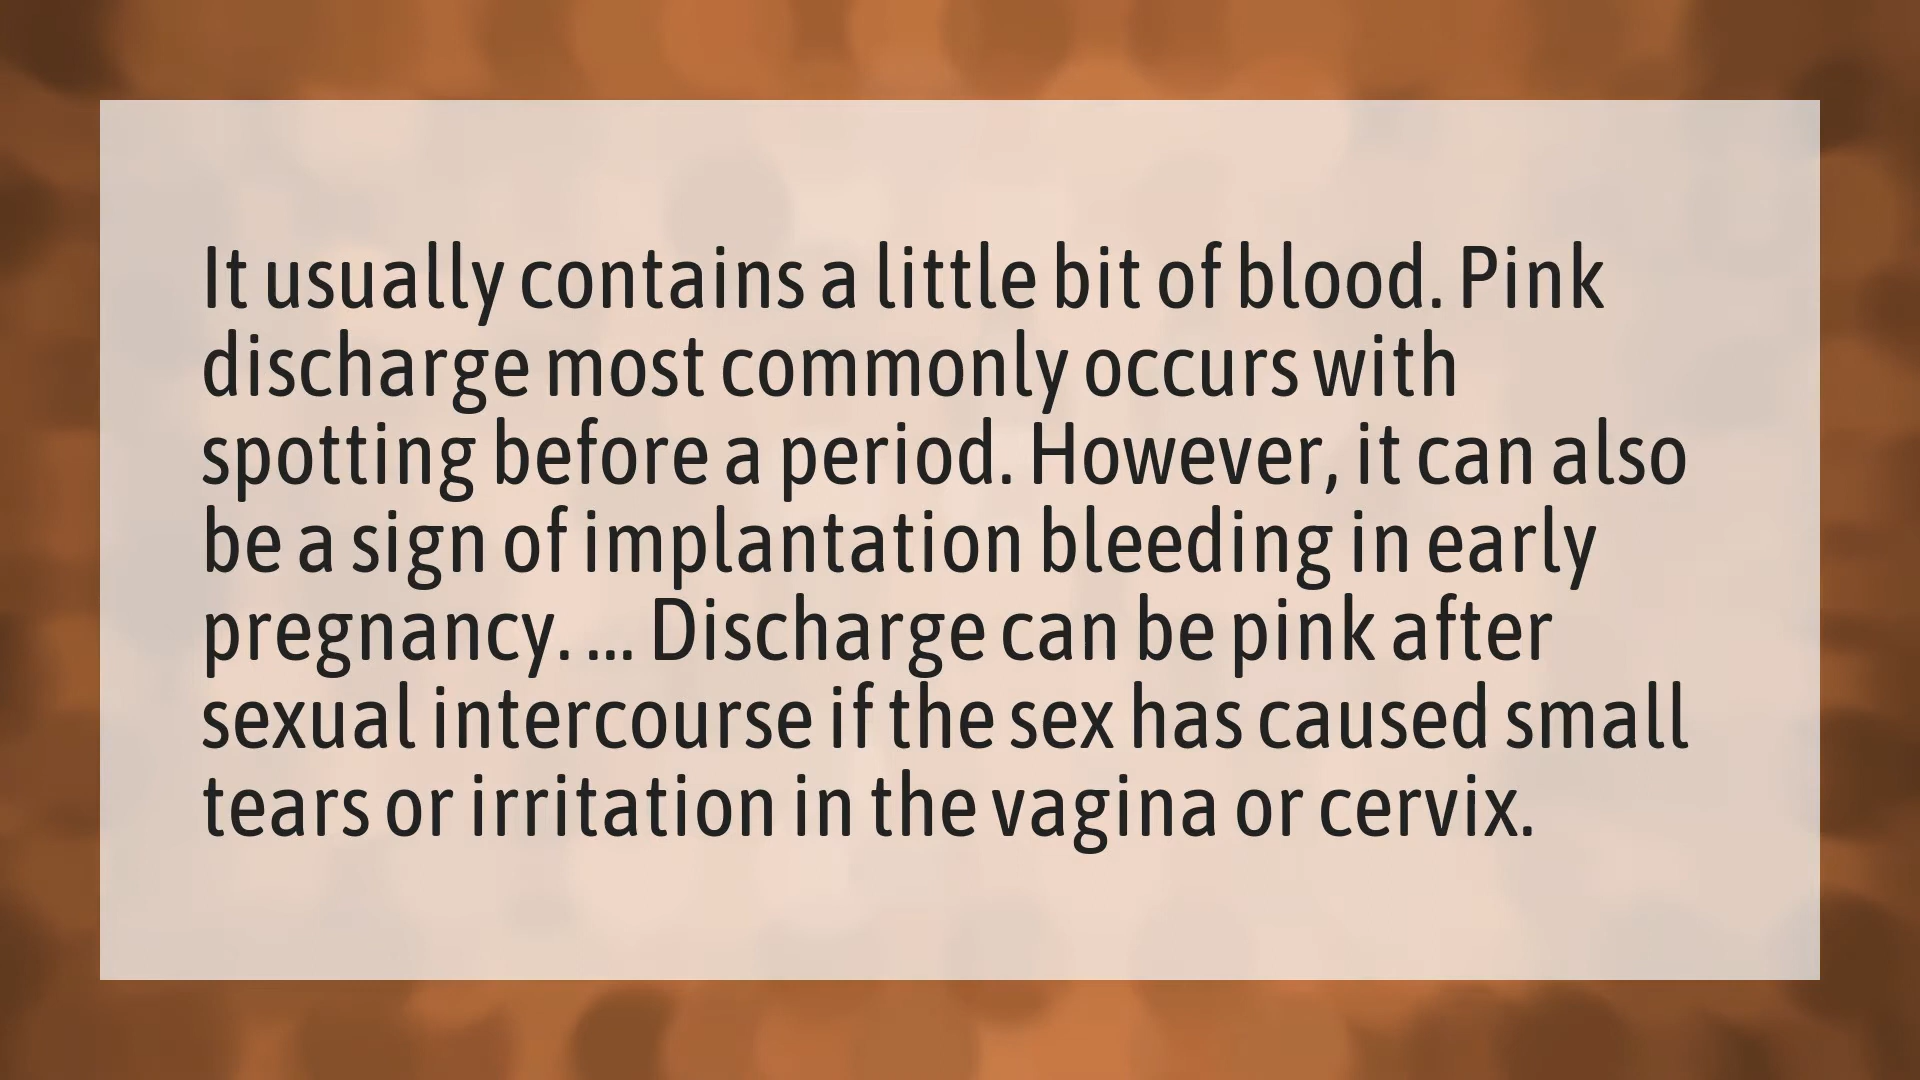 It usually contains a little bit of blood. Pink
discharge most commonly occurs with
spotting before a period. However, it can also
be a sign of implantation bleeding in early
pregnancy. ... Discharge can be pink after
sexual intercourse if the sex has caused small
tears or irritation in the vagina or cervix.